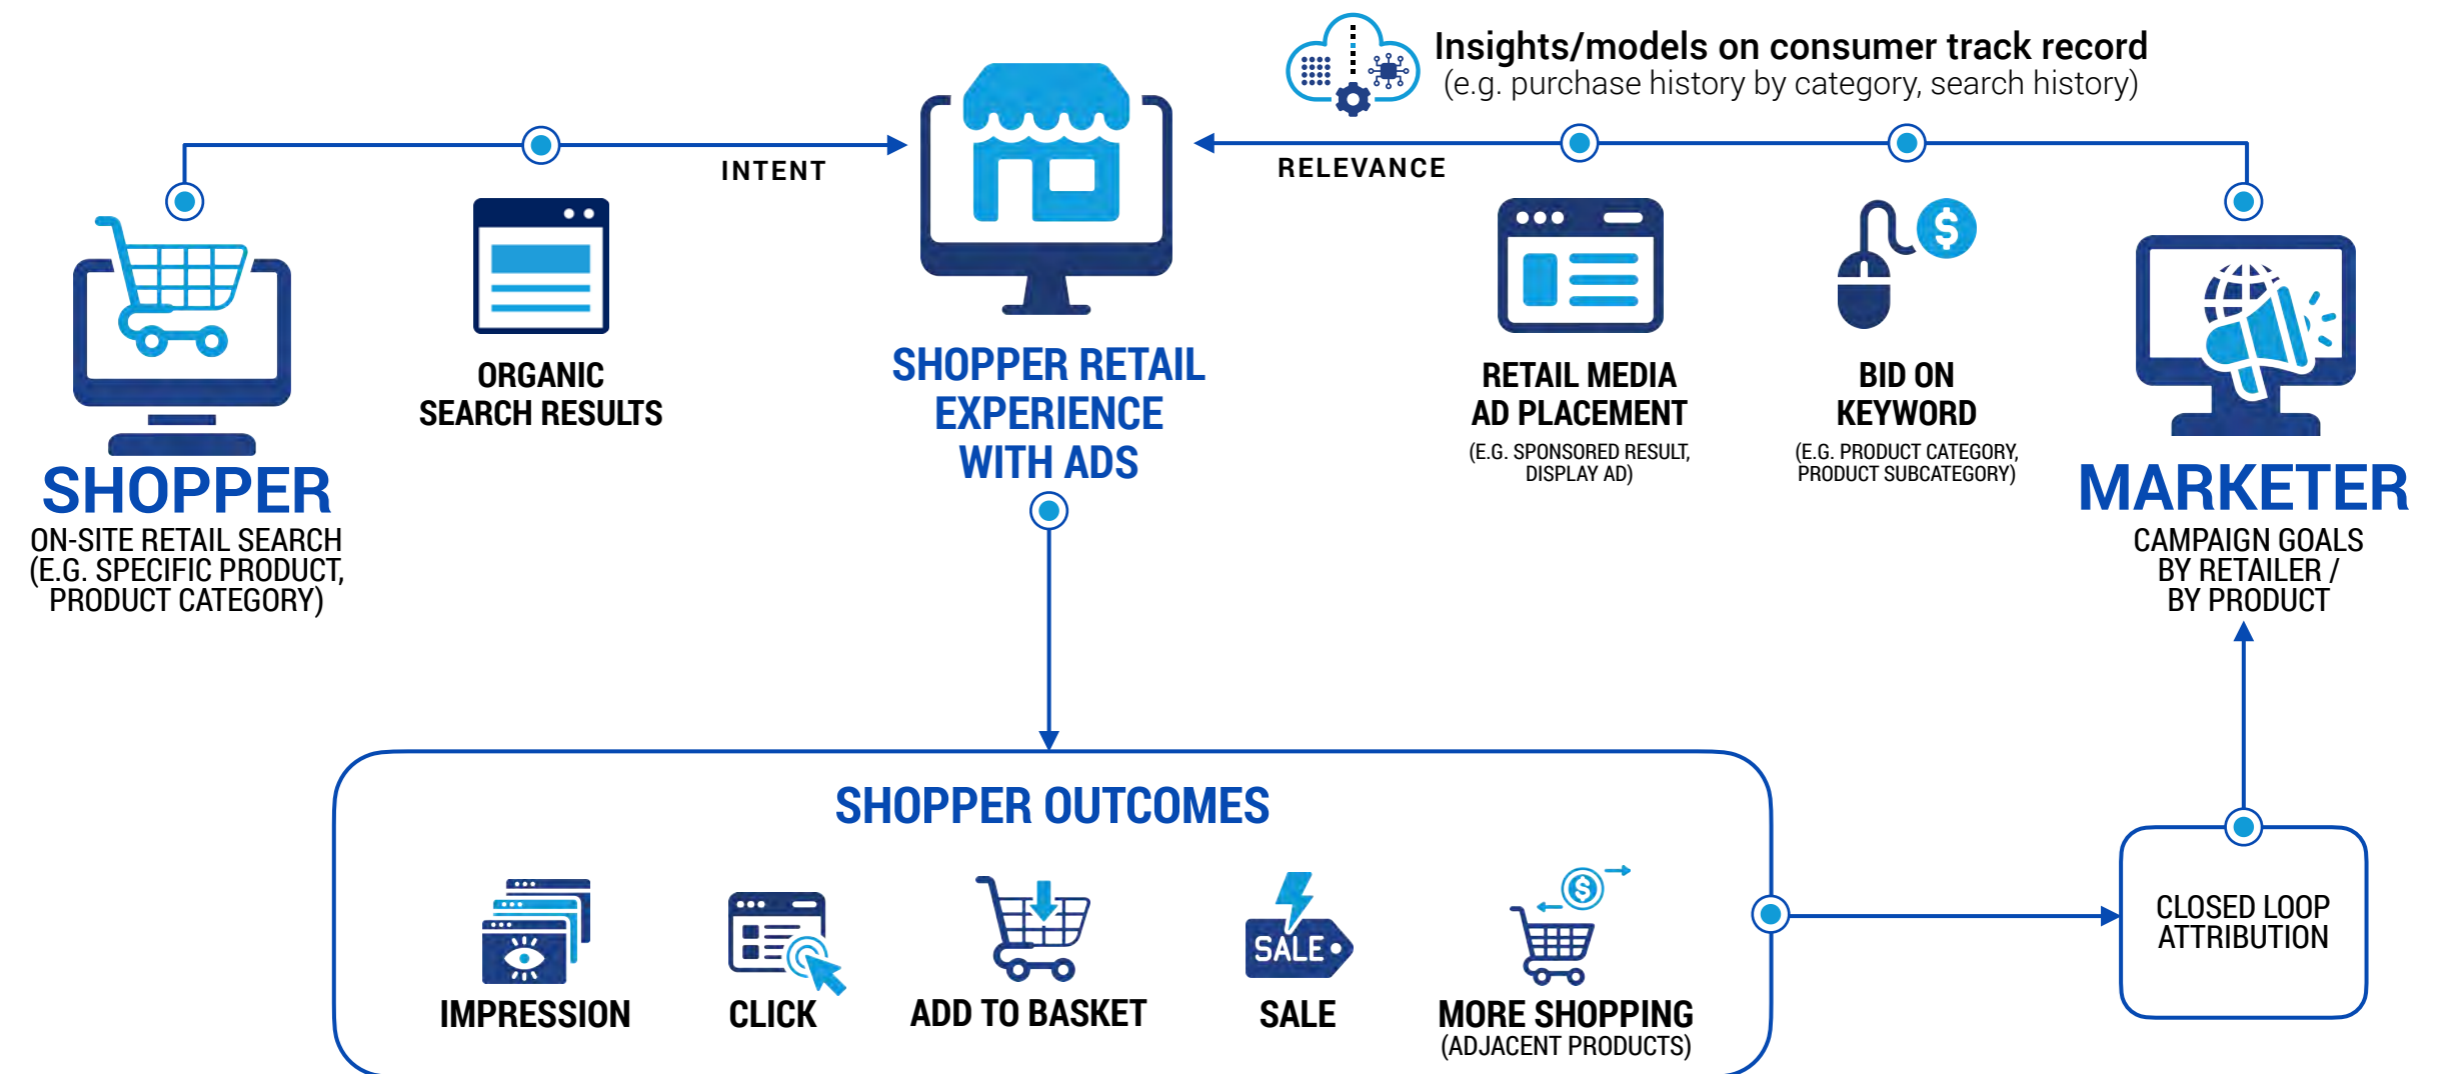 Insights/models on consumer track record
(e.g. purchase history by category, search history)
INTENT
RELEVANCE
ORGANIC
SEARCH RESULTS
SHOPPER RETAIL
EXPERIENCE
WITH ADS
RETAIL MEDIA
AD PLACEMENT
(E.G. SPONSORED RESULT,
DISPLAY AD)
BID ON
KEYWORD
(E.G. PRODUCT CATEGORY,
PRODUCT SUBCATEGORY)
SHOPPER
ON-SITE RETAIL SEARCH
(E.G. SPECIFIC PRODUCT,
PRODUCT CATEGORY)
MARKETER
CAMPAIGN GOALS
BY RETAILER /
BY PRODUCT
SHOPPER OUTCOMES
SALE
IMPRESSION
CLICK
ADD TO BASKET
SALE
MORE SHOPPING
(ADJACENT PRODUCTS)
CLOSED LOOP
ATTRIBUTION